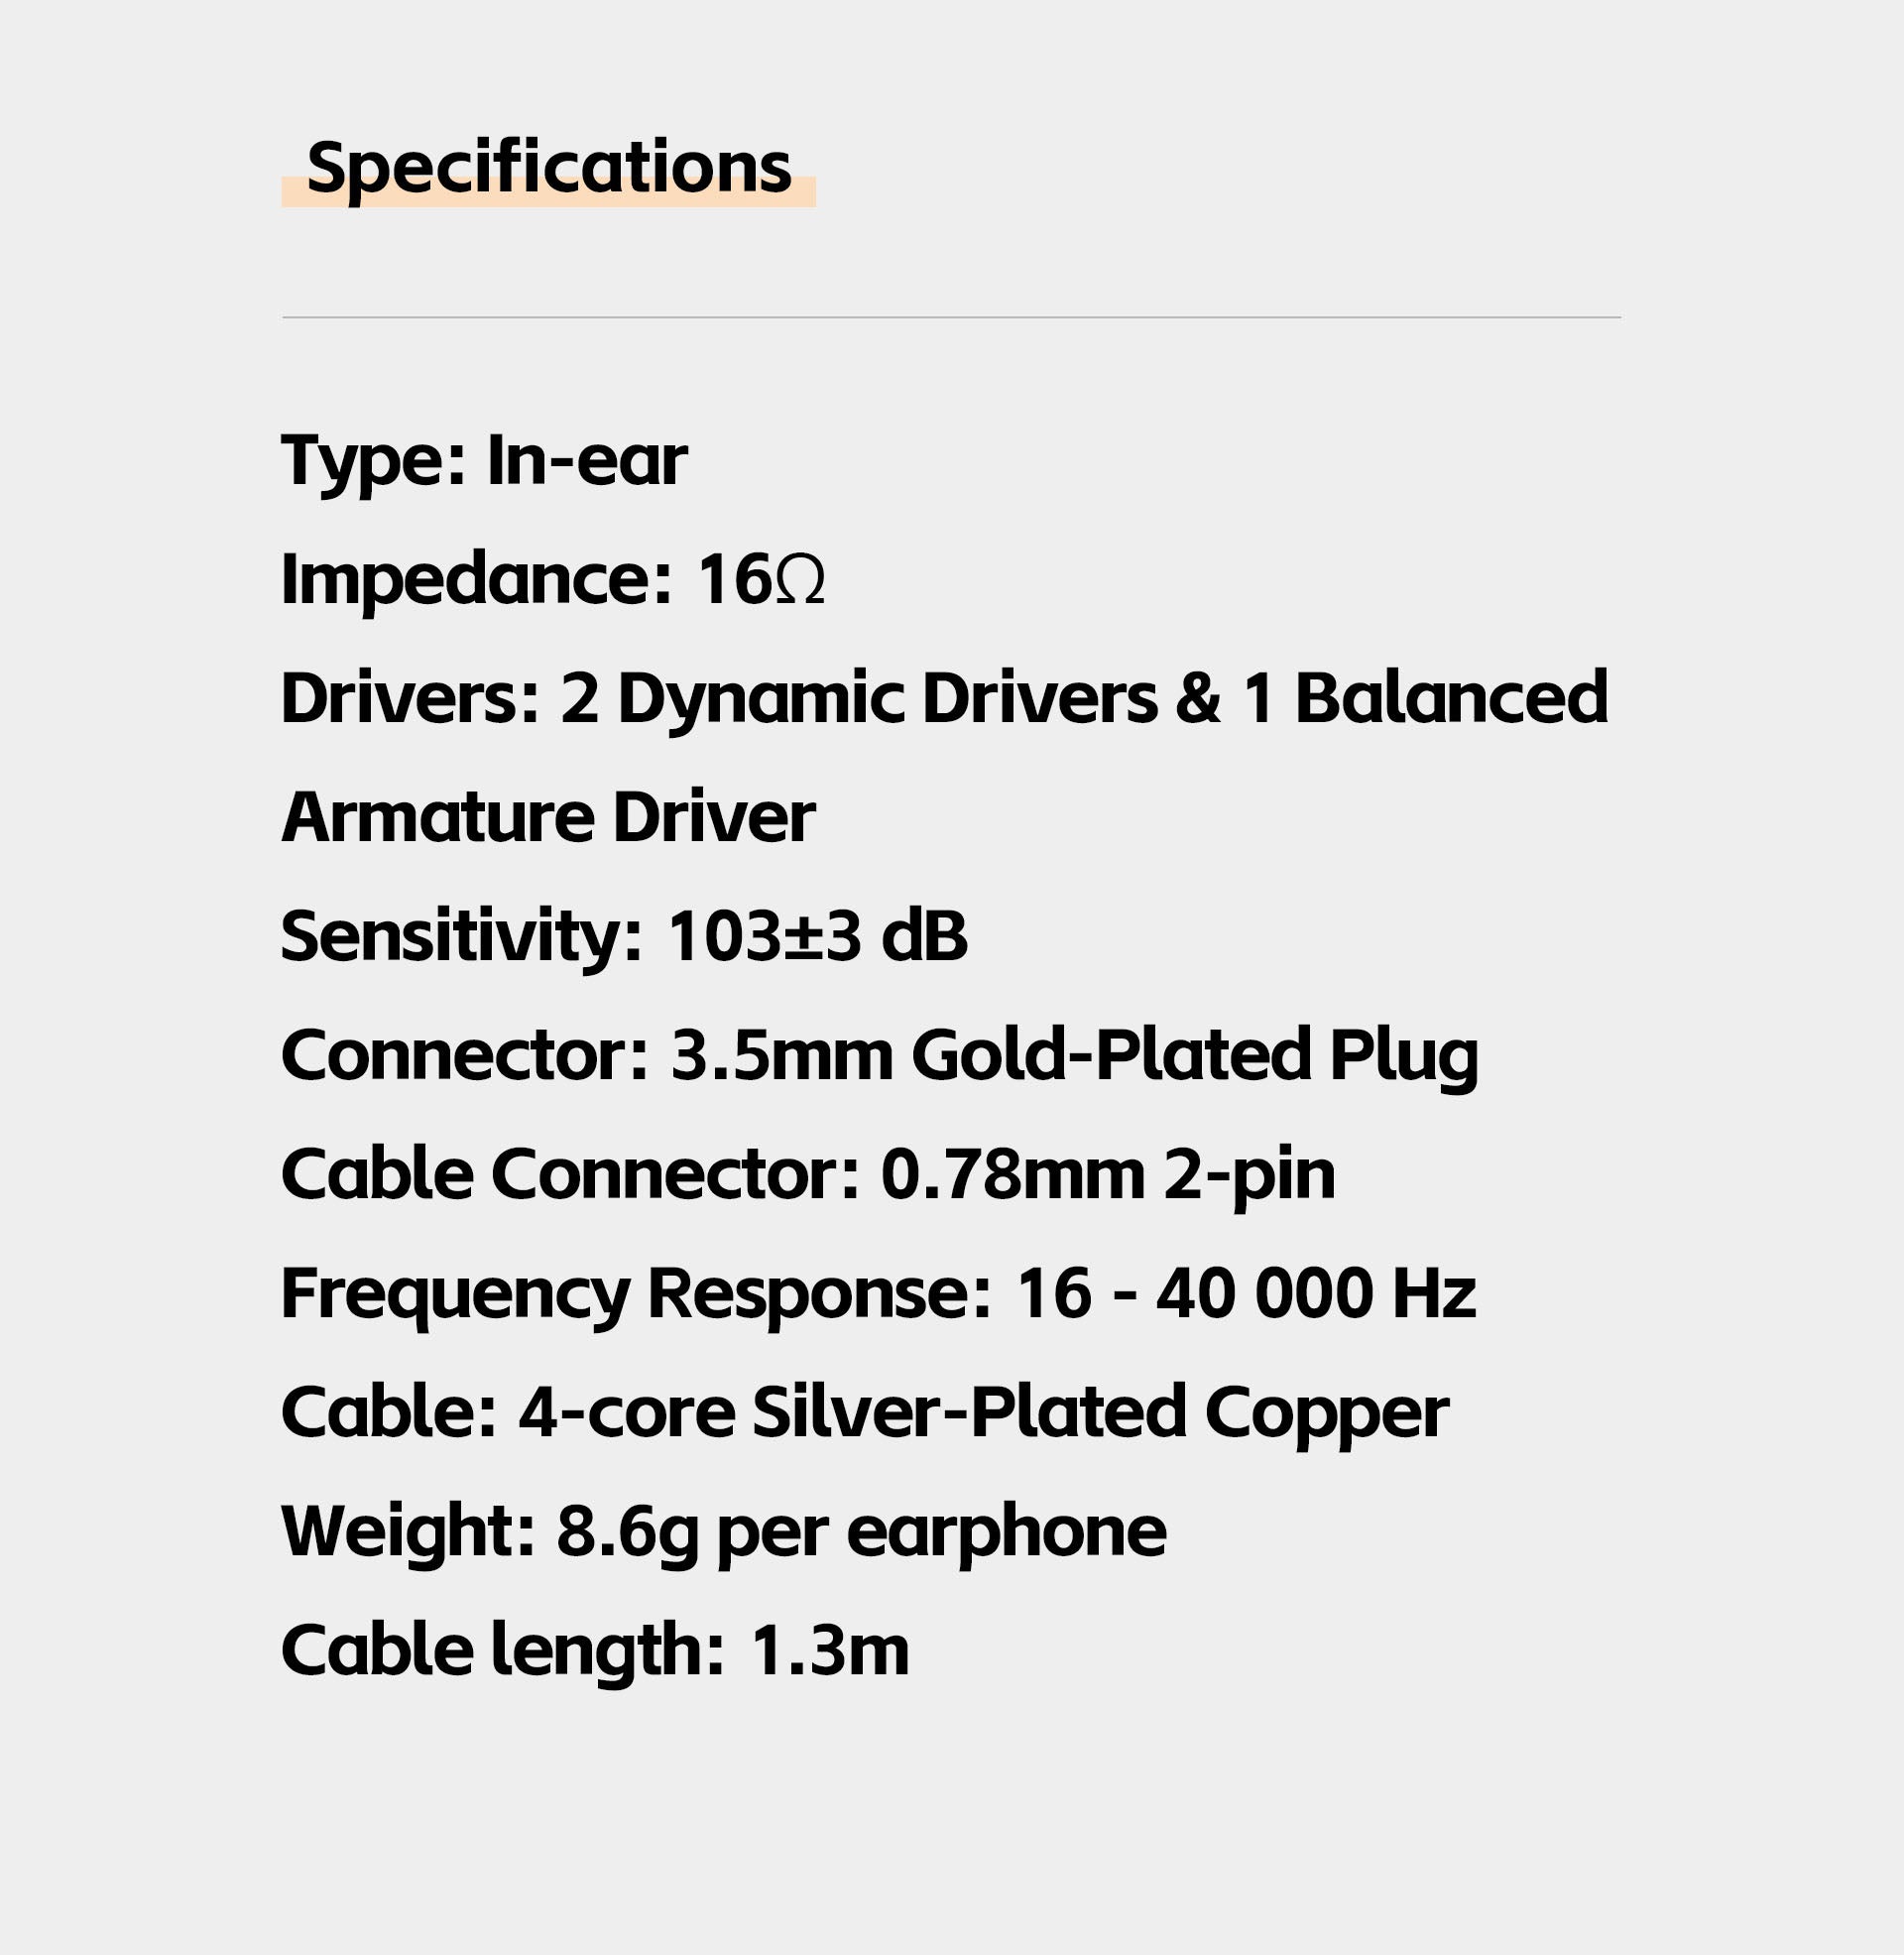 Specifications
Type: In-ear
Impedance: 16Ω
Drivers: 2 Dynamic Drivers & 1 Balanced
Armature Driver
Sensitivity: 103±3 dB
Connector: 3.5mm Gold-Plated Plug
Cable Connector: 0.78mm 2-pin
Frequency Response: 16 - 40 000 Hz
Cable: 4-core Silver-Plated Copper
Weight: 8.6g per earphone
Cable length: 1.3m